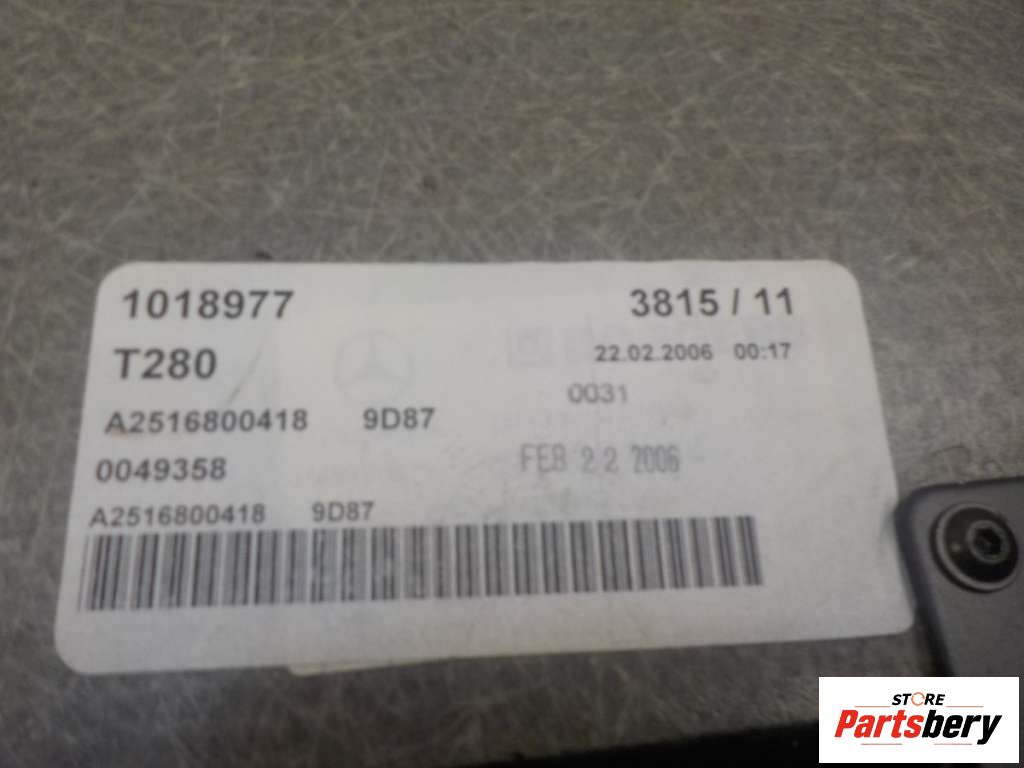 1018977 3815 / 11
T280 22.02.2006 00:17
0031
A2516800418 9D87
FEB 22 2006
0049358
A2516800418 9D87
STORE
Partsbery